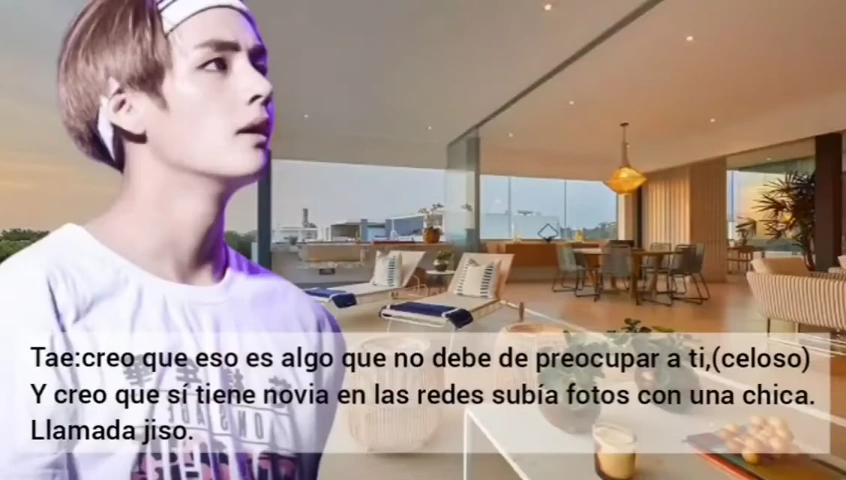 Tae:creo que eso es algo que no debe de preocupar a ti,(celoso)
Y creo que sí tiene novia en las redes subía fotos con una chica.
Llamada jiso.